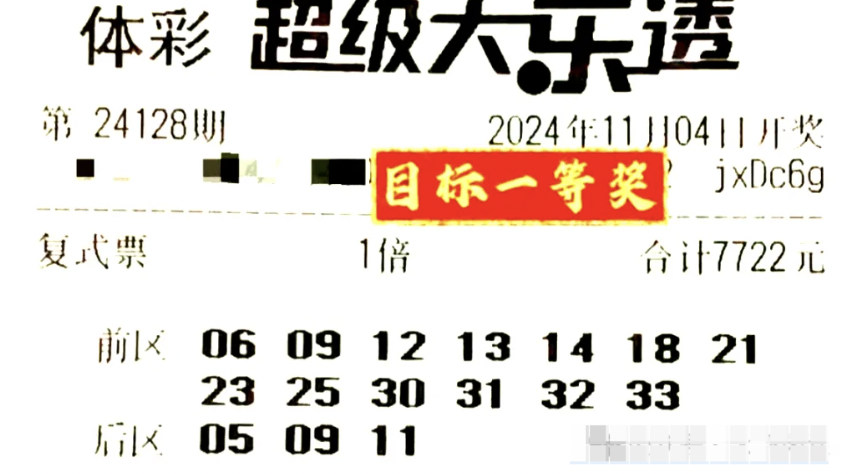 体彩 超级大乐透
第 24128期 2024年11月04日开奖
jxDc6g
目标一等奖
复式票 1倍 合计7722元
前区 06 09 12 13 14 18 21
23 25 30 31 32 33
后区 05 09 11